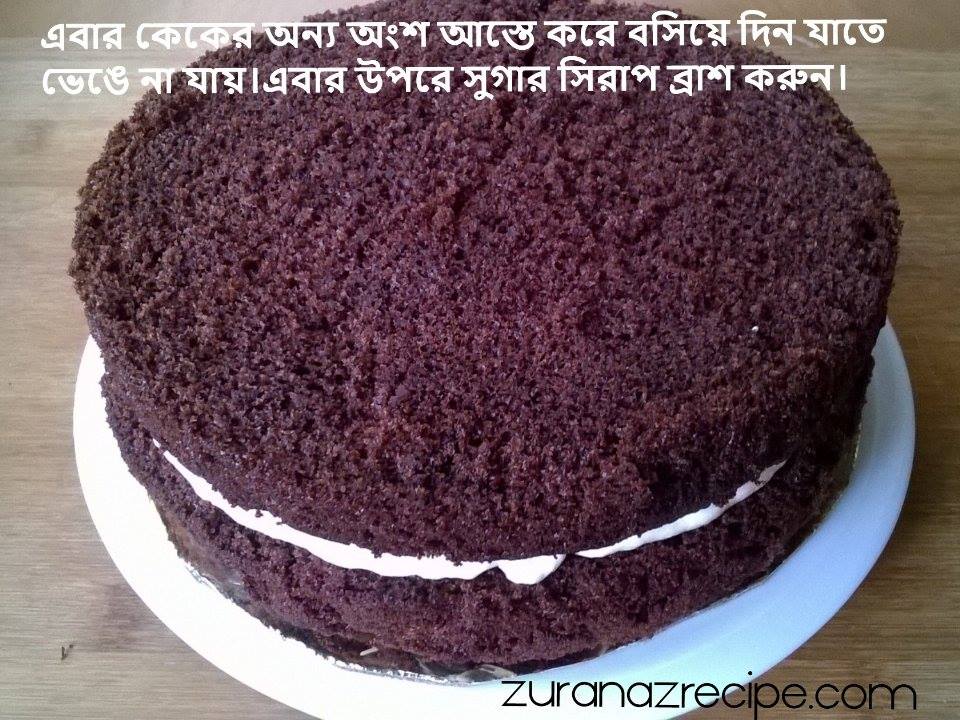 এবার কেকের অন্য অংশ আস্তে করে বসিয়ে দিন যাতে
ভেঙে না যায়।এবার উপরে সুগার সিরাপ ব্রাশ করুন।
zuranazrecipe.com